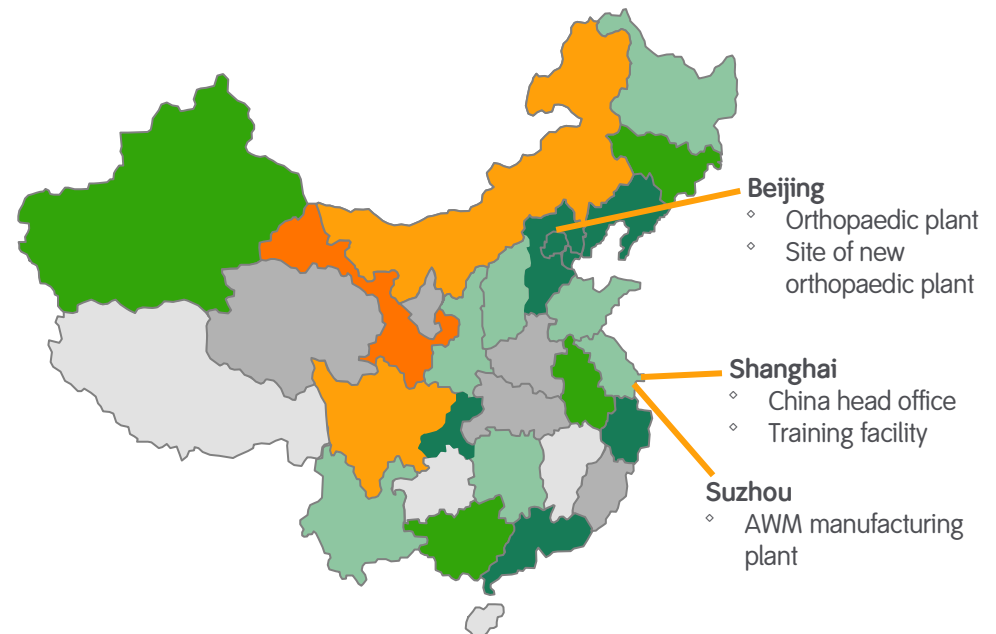 Beijing
◦ Orthopaedic plant
◦ Site of new
orthopaedic plant
Shanghai
◦ China head office
◦ Training facility
Suzhou
◦ AWM manufacturing
plant